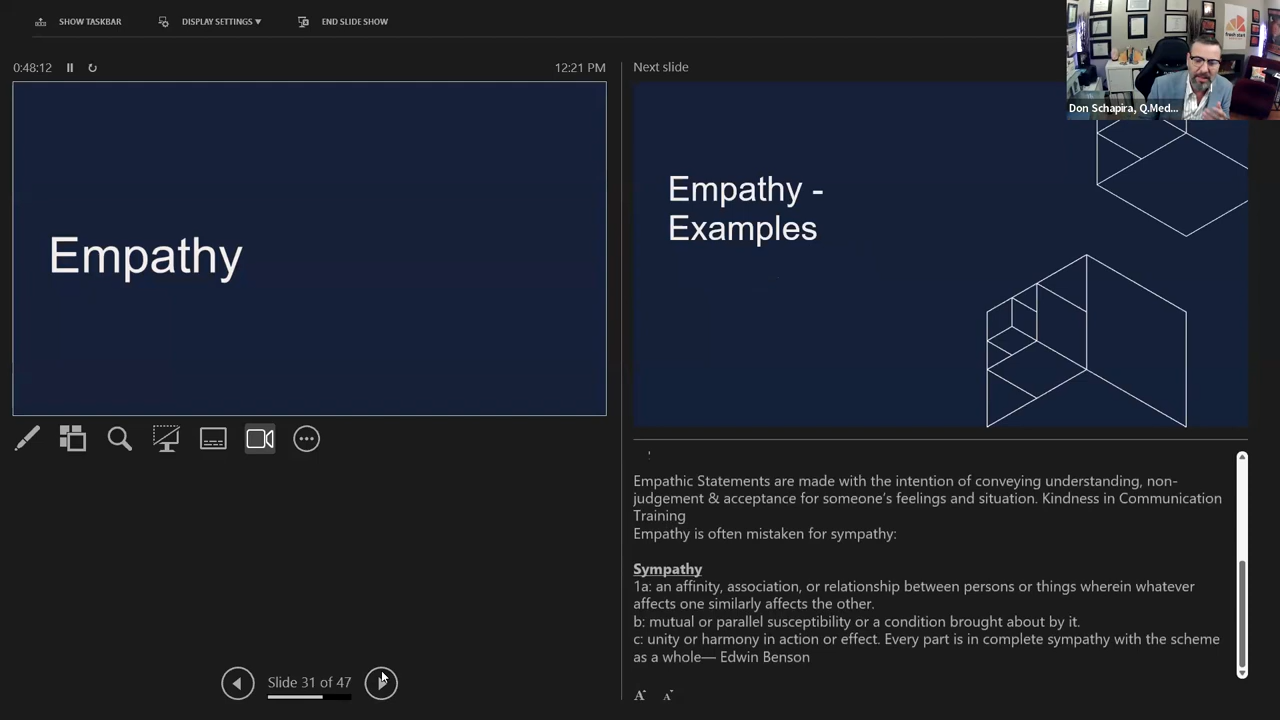 SHOW TASKBAR
DISPLAY SETTINGS ▼
END SLIDE SHOW
0:48:12
12:21 PM
Empathy
Next slide
fresh start
Don Schapira, Q.Med...
Empathy -
Examples
Empathic Statements are made with the intention of conveying understanding, non-
judgement & acceptance for someone's feelings and situation. Kindness in Communication
Training
Empathy is often mistaken for sympathy:
Sympathy
1a: an affinity, association, or relationship between persons or things wherein whatever
affects one similarly affects the other.
b: mutual or parallel susceptibility or a condition brought about by it.
c: unity or harmony in action or effect. Every part is in complete sympathy with the scheme
as a whole— Edwin Benson
Slide 31 of 47
A A